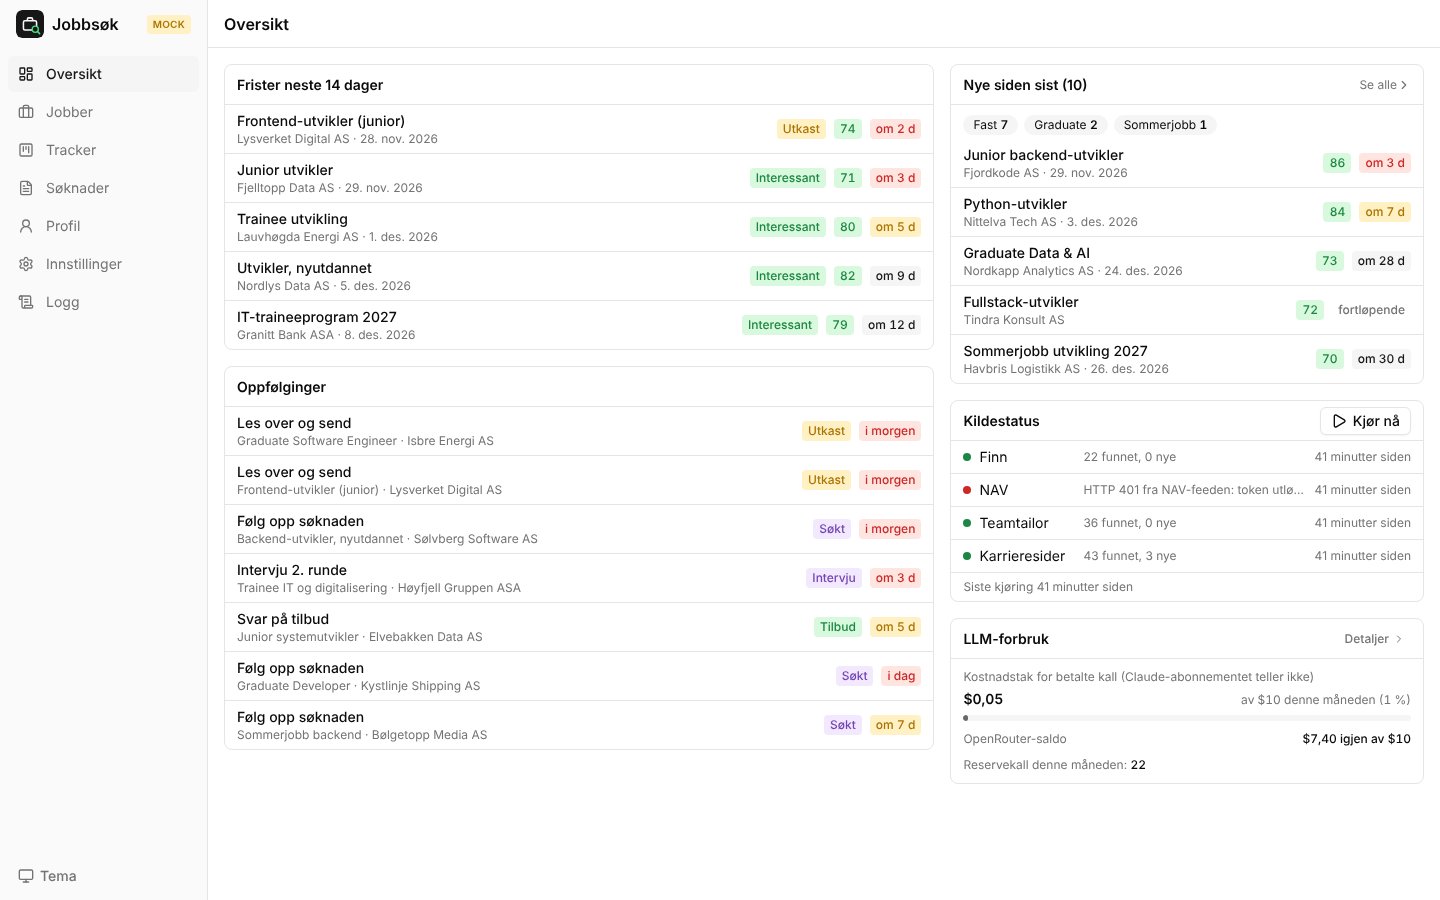 Jobbsøk MOCK
Oversikt
Jobber
Tracker
Søknader
Profil
Innstillinger
Logg
Tema
Oversikt
Frister neste 14 dager
Frontend-utvikler (junior)
Lysverket Digital AS · 28. nov. 2026
Utkast 74 om 2 d
Junior utvikler
Fjelltopp Data AS · 29. nov. 2026
Interessant 71 om 3 d
Trainee utvikling
Lauvhøgda Energi AS · 1. des. 2026
Interessant 80 om 5 d
Utvikler, nyutdannet
Nordlys Data AS · 5. des. 2026
Interessant 82 om 9 d
IT-traineeprogram 2027
Granitt Bank ASA · 8. des. 2026
Interessant 79 om 12 d
Oppfølginger
Les over og send
Graduate Software Engineer · Isbre Energi AS
Utkast i morgen
Les over og send
Frontend-utvikler (junior) · Lysverket Digital AS
Utkast i morgen
Følg opp søknaden
Backend-utvikler, nyutdannet · Sølvberg Software AS
Søkt i morgen
Intervju 2. runde
Trainee IT og digitalisering · Høyfjell Gruppen ASA
Intervju om 3 d
Svar på tilbud
Junior systemutvikler · Elvebakken Data AS
Tilbud om 5 d
Følg opp søknaden
Graduate Developer · Kystlinje Shipping AS
Søkt i dag
Følg opp søknaden
Sommerjobb backend · Bølgetopp Media AS
Søkt om 7 d
Nye siden sist (10) Se alle
Fast 7 Graduate 2 Sommerjobb 1
Junior backend-utvikler
Fjordkode AS · 29. nov. 2026
86 om 3 d
Python-utvikler
Nittelva Tech AS · 3. des. 2026
84 om 7 d
Graduate Data & AI
Nordkapp Analytics AS · 24. des. 2026
73 om 28 d
Fullstack-utvikler
Tindra Konsult AS
72 fortløpende
Sommerjobb utvikling 2027
Havbris Logistikk AS · 26. des. 2026
70 om 30 d
Kildestatus Kjør nå
Finn 22 funnet, 0 nye 41 minutter siden
NAV HTTP 401 fra NAV-feeden: token utlø... 41 minutter siden
Teamtailor 36 funnet, 0 nye 41 minutter siden
Karrieresider 43 funnet, 3 nye 41 minutter siden
Siste kjøring 41 minutter siden
LLM-forbruk Detaljer
Kostnadstak for betalte kall (Claude-abonnementet teller ikke)
$0,05 av $10 denne måneden (1 %)
OpenRouter-saldo $7,40 igjen av $10
Reservekall denne måneden: 22